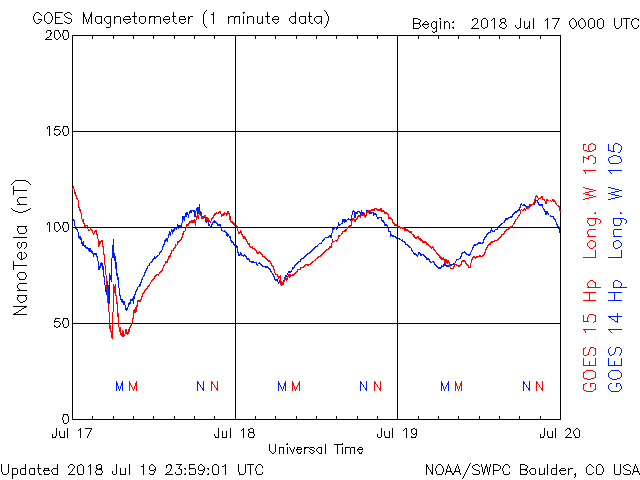 GOES Magnetometer (1 minute data)
Begin: 2018 Jul 17 0000 UTC
200
150
100
50
0
NanoTesla (nT)
M M N N M M N N M M N N
Jul 17 Jul 18 Jul 19 Jul 20
Universal Time
GOES 15 Hp Long. W 136
GOES 14 Hp Long. W 105
Updated 2018 Jul 19 23:59:01 UTC
NOAA/SWPC Boulder, CO USA